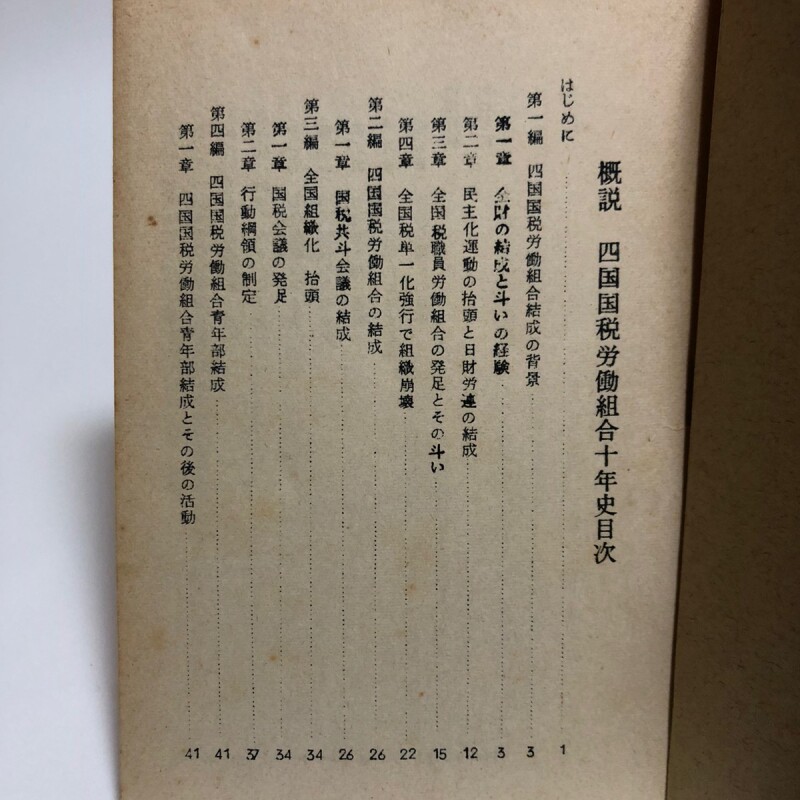 概説 四国国税労働組合十年史目次
はじめに……………1
第一編 四国国税労働組合結成の背景……………3
第一章 全財の結成と斗いの経験……………3
第二章 民主化運動の抬頭と日財労連の結成……………12
第三章 全国税職員労働組合の発足とその斗い……………15
第四章 全国税単一化強行で組織崩壊……………22
第二編 四国国税労働組合の結成……………26
第一章 国税共斗会議の結成……………26
第三編 全国組織化 抬頭……………34
第一章 国税会議の発足……………34
第二章 行動綱領の制定……………37
第四編 四国国税労働組合青年部結成……………41
第一章 四国国税労働組合青年部結成とその後の活動……………41